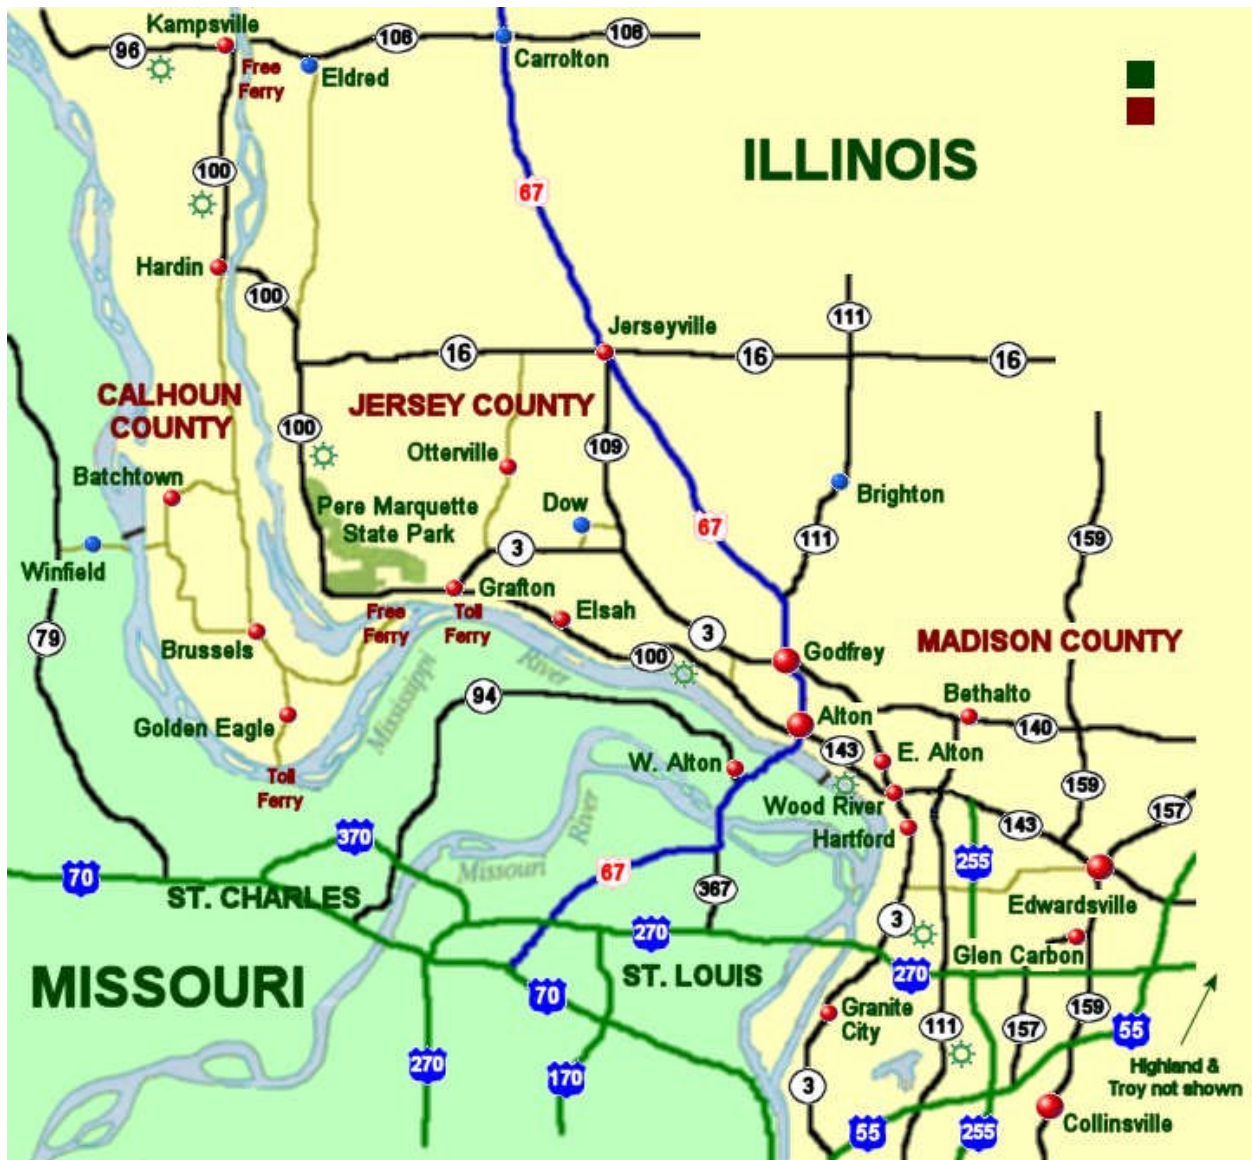 Kampsville
96
108
108
Carrolton
Free
Ferry
Eldred
ILLINOIS
100
67
Hardin
100
111
Jerseyville
16
16
16
CALHOUN
COUNTY
JERSEY COUNTY
100
109
Otterville
Batchtown
Pere Marquette
State Park
Dow
Brighton
67
111
159
3
Winfield
Grafton
Elsah
Free
Ferry
Toll
Ferry
79
Brussels
3
MADISON COUNTY
100
Godfrey
River
Mississippi
94
Bethalto
Golden Eagle
Alton
140
143
E. Alton
W. Alton
Toll
Ferry
159
Wood River
157
River
Hartford
143
370
255
Missouri
67
70
367
ST. CHARLES
Edwardsville
3
270
Glen Carbon
MISSOURI
ST. LOUIS
270
70
Granite
City
111
157
159
55
270
170
Highland &
Troy not shown
3
Collinsville
55
255